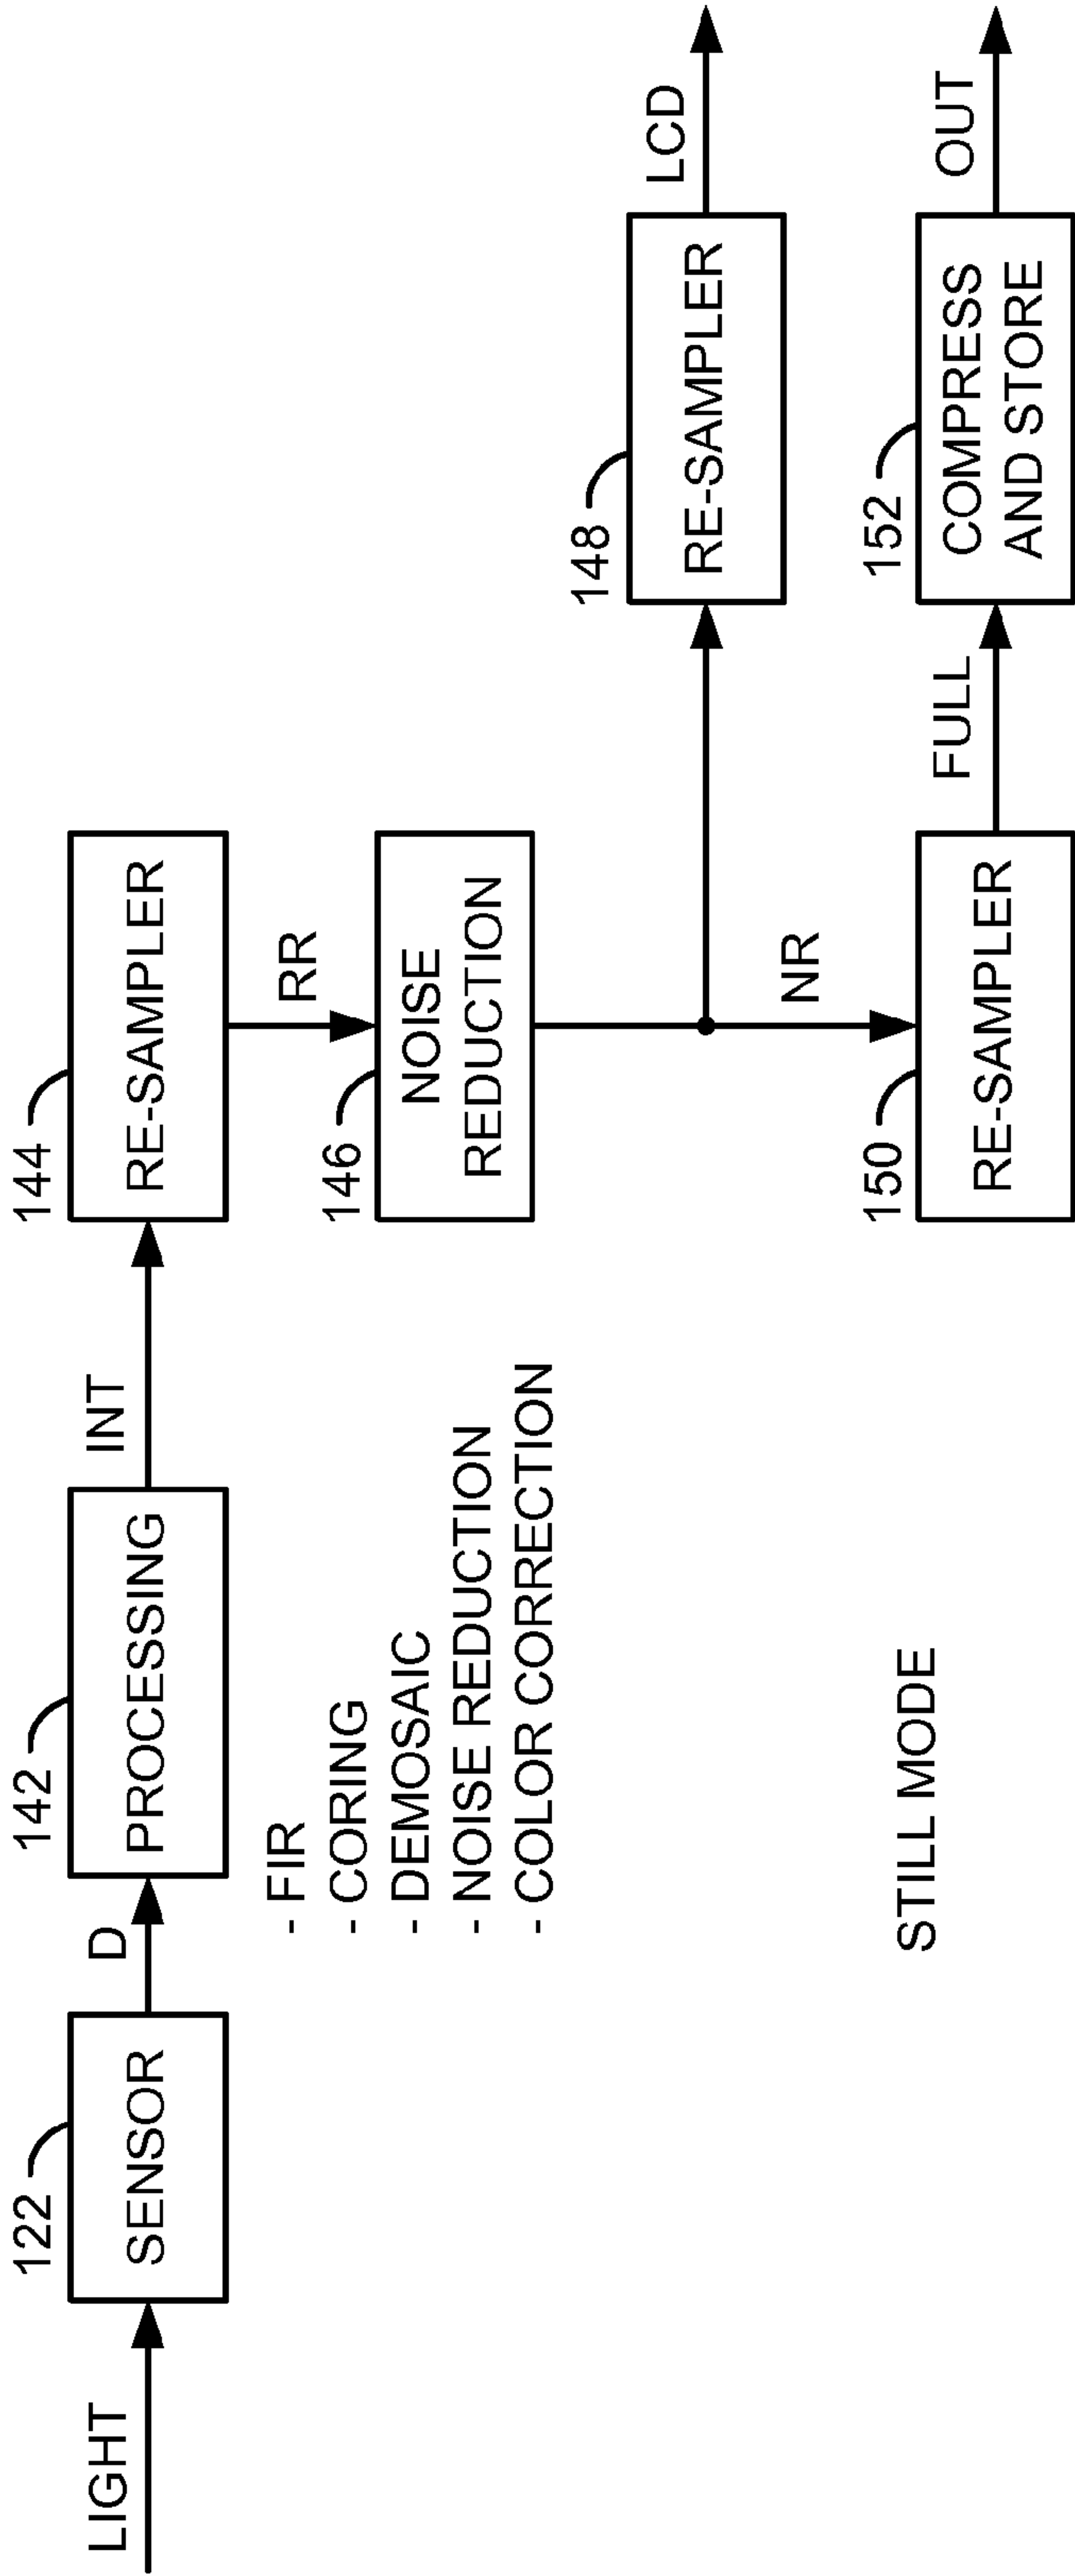 LIGHT
122
SENSOR
D
142
PROCESSING
- FIR
- CORING
- DEMOSAIC
- NOISE REDUCTION
- COLOR CORRECTION
INT
144
RE-SAMPLER
RR
146
NOISE
REDUCTION
148
RE-SAMPLER
LCD
NR
150
RE-SAMPLER
FULL
152
COMPRESS
AND STORE
OUT
STILL MODE